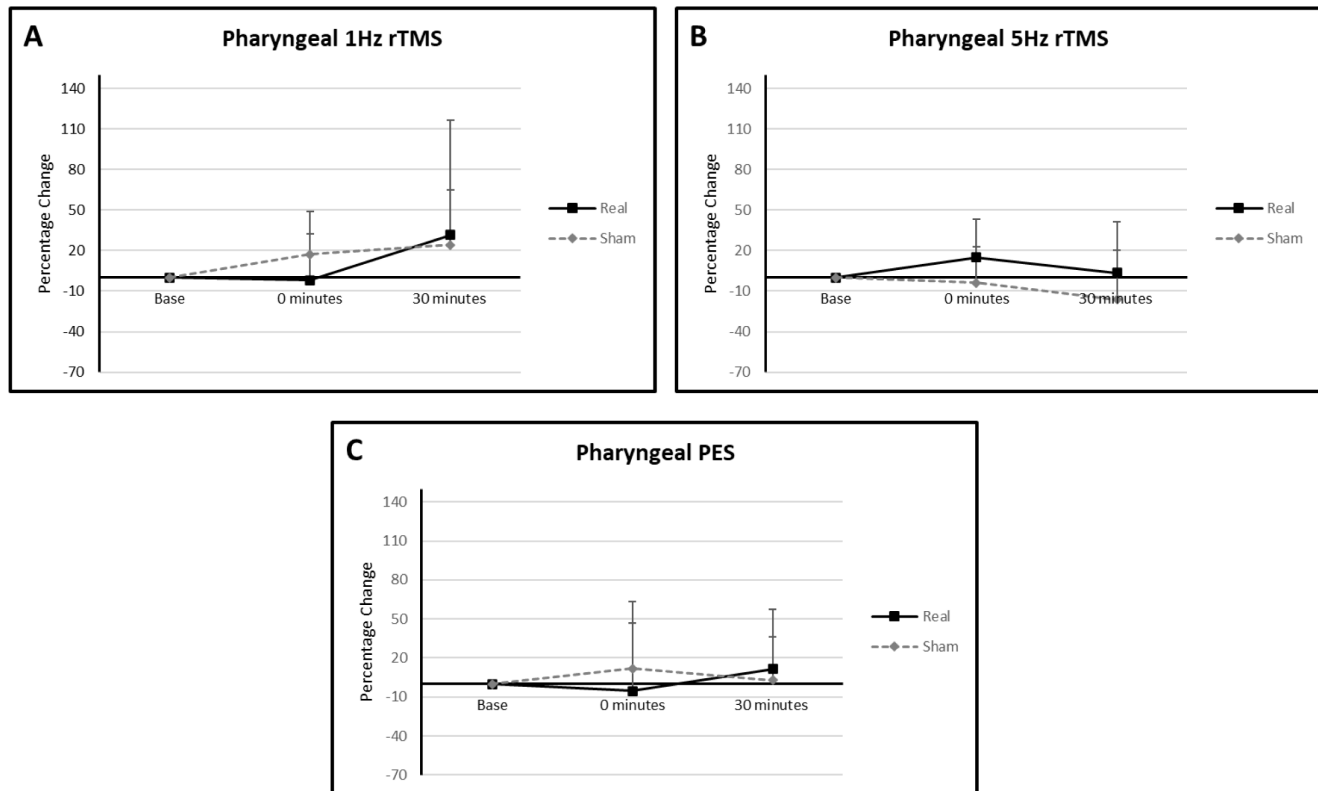 A
Pharyngeal 1Hz rTMS
Percentage Change
140
110
80
50
20
-10
-40
-70
Base
0 minutes
30 minutes
Real
Sham
B
Pharyngeal 5Hz rTMS
Percentage Change
140
110
80
50
20
-10
-40
-70
Base
0 minutes
30 minutes
Real
Sham
C
Pharyngeal PES
Percentage Change
140
110
80
50
20
-10
-40
-70
Base
0 minutes
30 minutes
Real
Sham